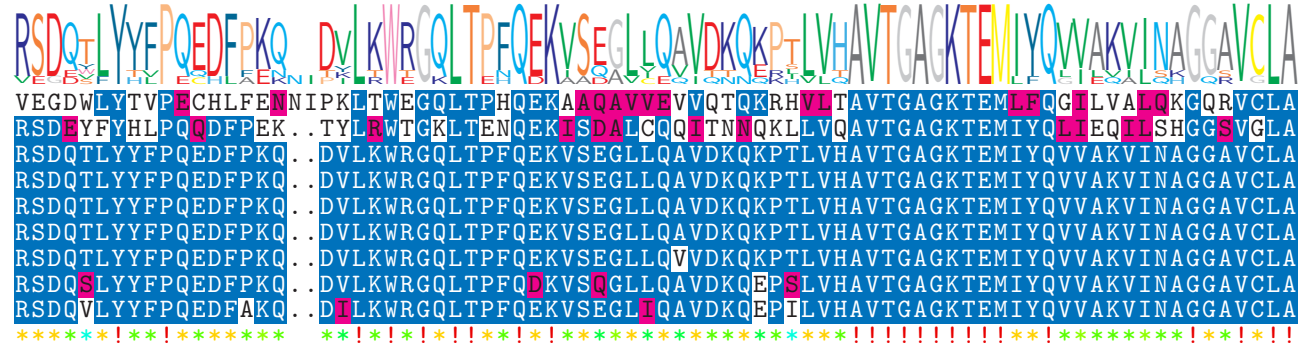 RSDQTLYYFPQEDFPKQ DVLKWRGQLTPFQEKVSEGLLQAVDKQKPTLVHAVTGAGKTEMIYQVVAKVINAGGAVCLA
VEGDWLYTVPECHLFENNIPKLTWEGQLTPHQEKAAQAVVEVVQTQKRHVLTAVTGAGKTEMLFQGILVALQKGQRVCLA
RSDEYFYHLPQQDFPEK..TYLRWTGKLTENQEKISDALCQQITNNQKLLVQAVTGAGKTEMIYQLIEQILSHGGSVGLA
RSDQTLYYFPQEDFPKQ..DVLKWRGQLTPFQEKVSEGLLQAVDKQKPTLVHAVTGAGKTEMIYQVVAKVINAGGAVCLA
RSDQTLYYFPQEDFPKQ..DVLKWRGQLTPFQEKVSEGLLQAVDKQKPTLVHAVTGAGKTEMIYQVVAKVINAGGAVCLA
RSDQTLYYFPQEDFPKQ..DVLKWRGQLTPFQEKVSEGLLQAVDKQKPTLVHAVTGAGKTEMIYQVVAKVINAGGAVCLA
RSDQTLYYFPQEDFPKQ..DVLKWRGQLTPFQEKVSEGLLQAVDKQKPTLVHAVTGAGKTEMIYQVVAKVINAGGAVCLA
RSDQTLYYFPQEDFPKQ..DVLKWRGQLTPFQEKVSEGLLQVVDKQKPTLVHAVTGAGKTEMIYQVVAKVINAGGAVCLA
RSDQSLYYFPQEDFPKQ..DVLKWRGQLTPFQDKVSQGLLQAVDKQEPSLVHAVTGAGKTEMIYQVVAKVINAGGAVCLA
RSDQVLYYFPQEDFAKQ..DILKWRGQLTPFQEKVSEGLIQAVDKQEPILVHAVTGAGKTEMIYQVVAKVINAGGAVCLA
******!**!*******  **!*!*!*!!**!*!******************!!!!!!!!!!**!********!**!*!!